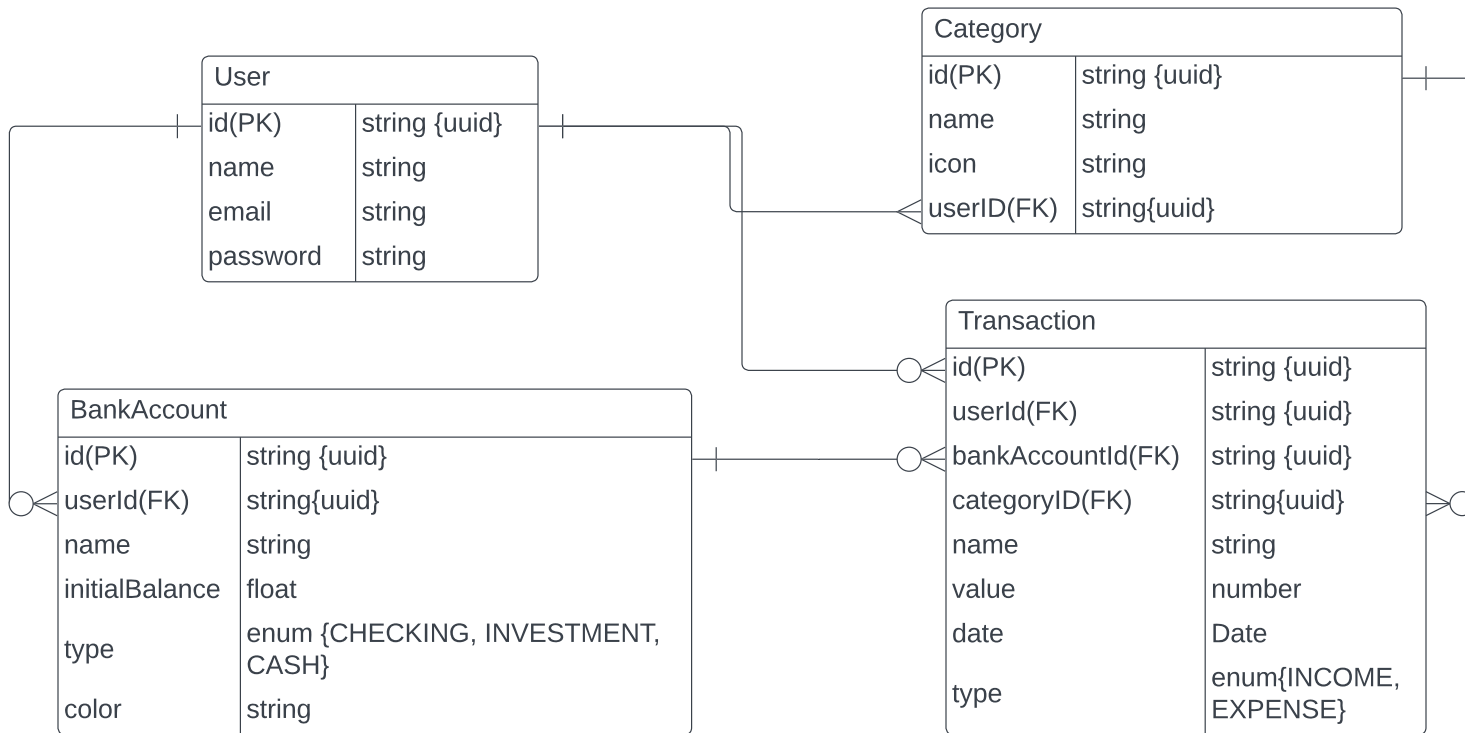 User
id(PK) string {uuid}
name string
email string
password string
Category
id(PK) string {uuid}
name string
icon string
userID(FK) string{uuid}
BankAccount
id(PK) string {uuid}
userId(FK) string{uuid}
name string
initialBalance float
type enum {CHECKING, INVESTMENT,
CASH}
color string
Transaction
id(PK) string {uuid}
userId(FK) string {uuid}
bankAccountId(FK) string {uuid}
categoryID(FK) string{uuid}
name string
value number
date Date
type enum{INCOME,
EXPENSE}